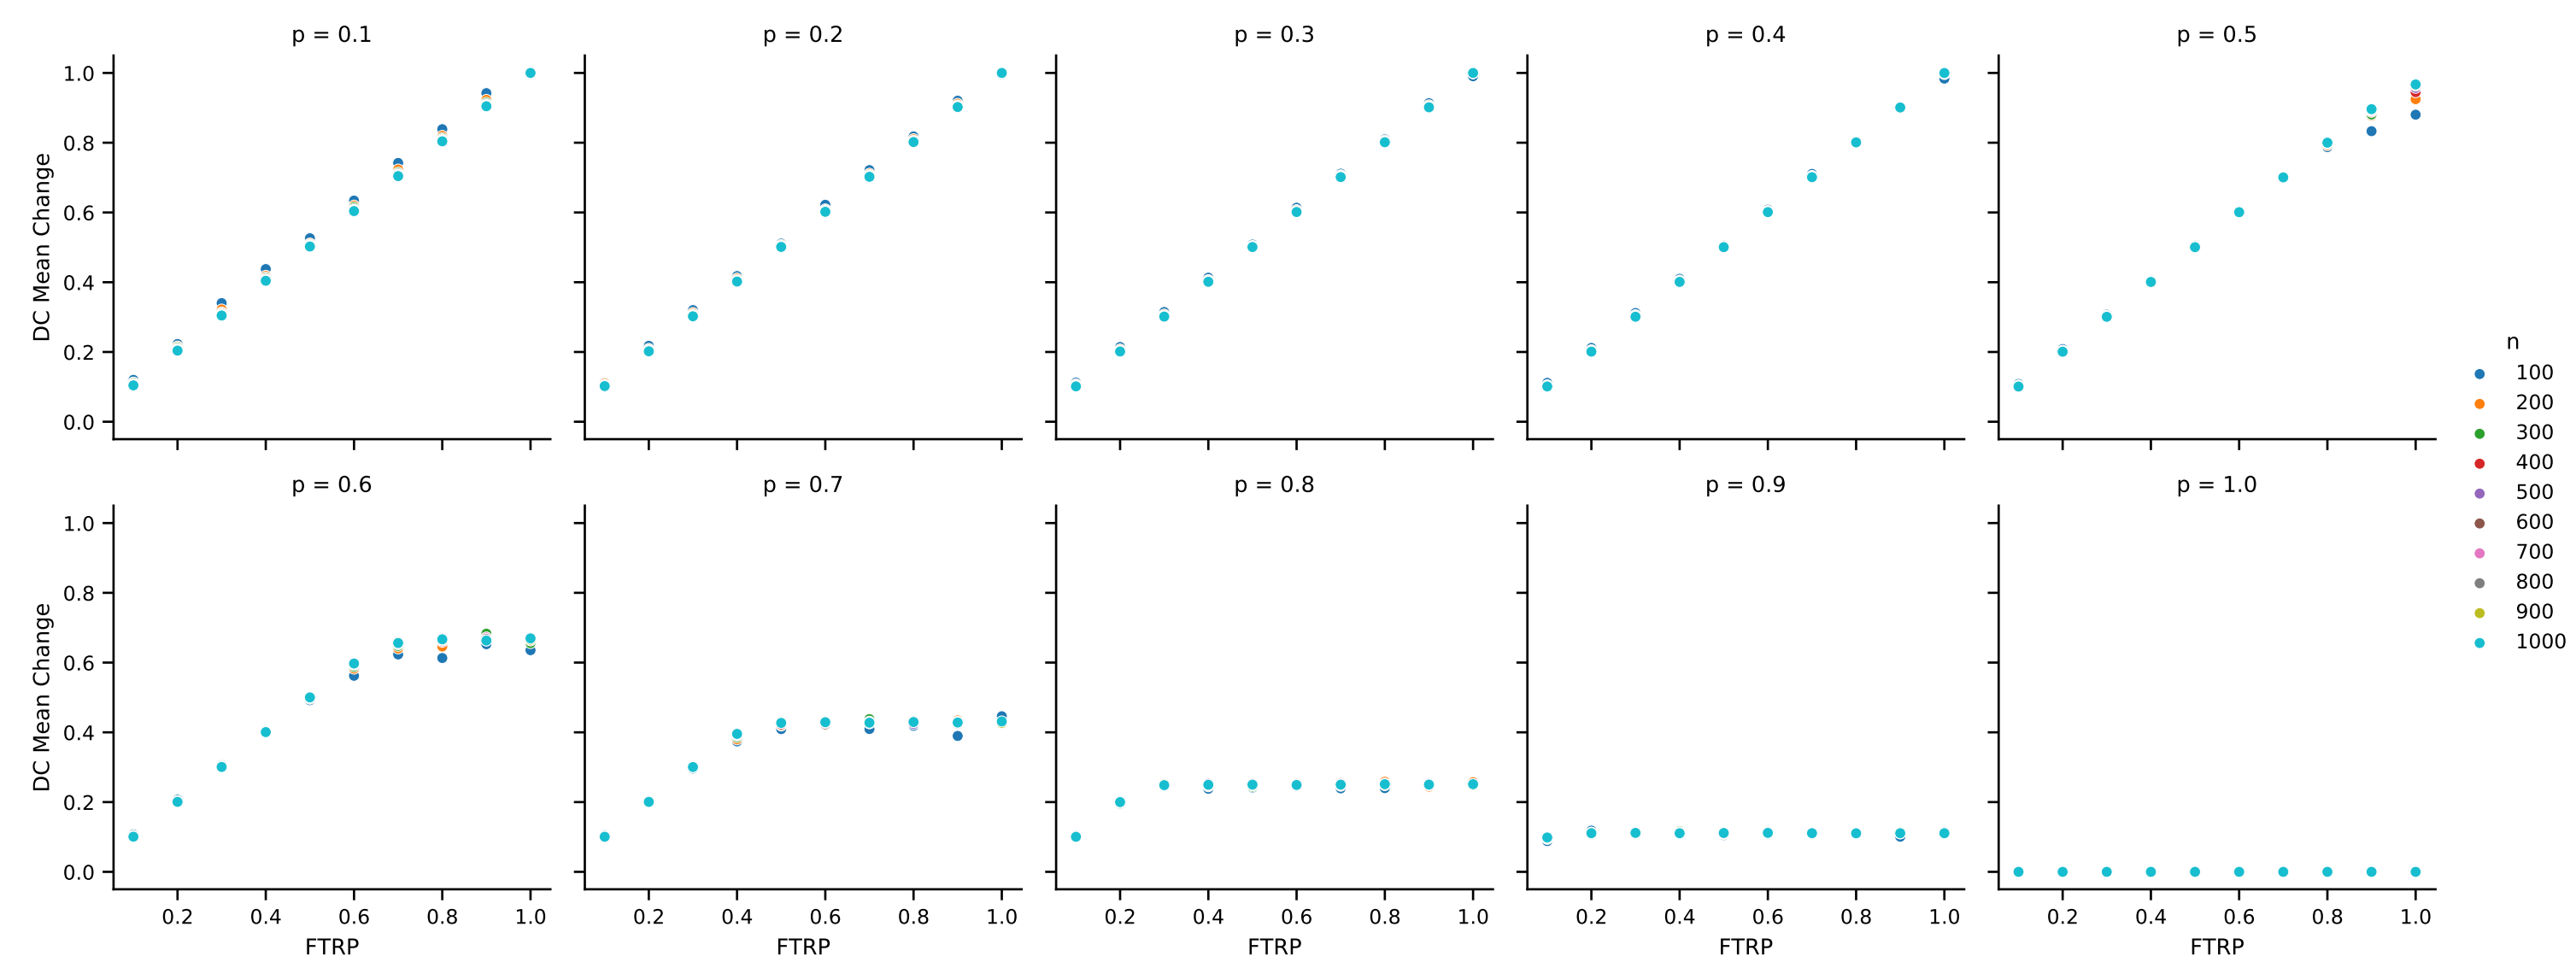 p = 0.1
p = 0.2
p = 0.3
p = 0.4
p = 0.5
1.0
0.8
0.6
0.4
0.2
0.0
DC Mean Change
p = 0.6
p = 0.7
p = 0.8
p = 0.9
p = 1.0
1.0
0.8
0.6
0.4
0.2
0.0
DC Mean Change
0.2 0.4 0.6 0.8 1.0
0.2 0.4 0.6 0.8 1.0
0.2 0.4 0.6 0.8 1.0
0.2 0.4 0.6 0.8 1.0
0.2 0.4 0.6 0.8 1.0
FTRP
FTRP
FTRP
FTRP
FTRP
n
100
200
300
400
500
600
700
800
900
1000